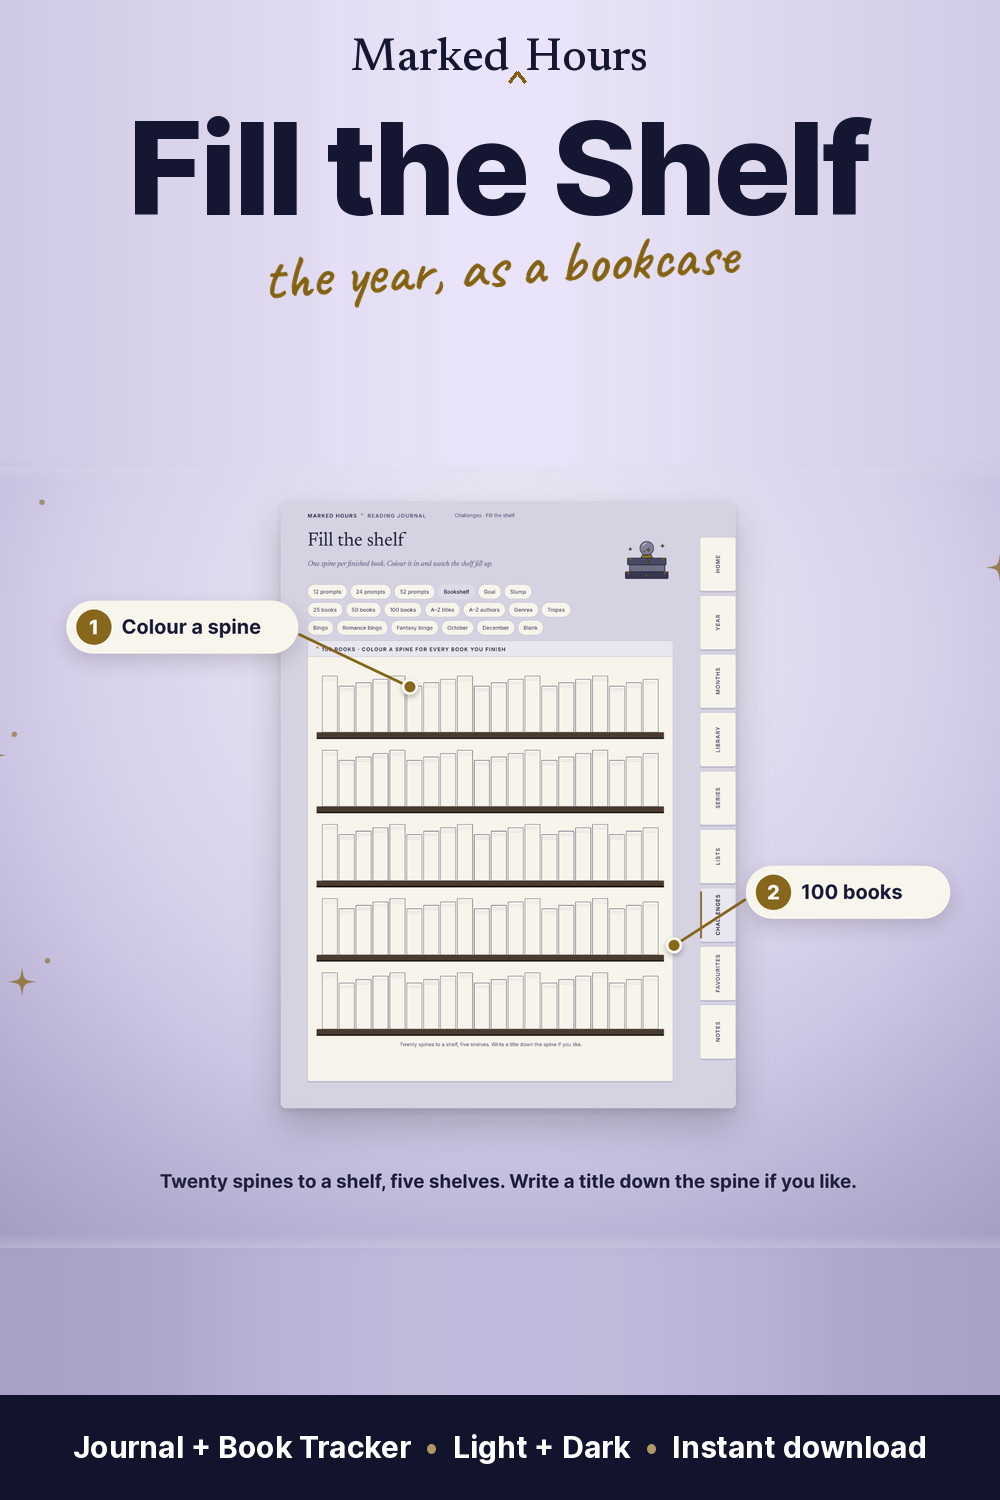 Marked Hours
Fill the Shelf
the year, as a bookcase
MARKED HOURS ^ READING JOURNAL
Challenges · Fill the shelf
Fill the shelf
One spine per finished book. Colour it in and watch the shelf fill up.
12 prompts 24 prompts 52 prompts Bookshelf Goal Slump
25 books 50 books 100 books A–Z titles A–Z authors Genres Tropes
Bingo Romance bingo Fantasy bingo October December Blank
1 Colour a spine
^ 100 BOOKS · COLOUR A SPINE FOR EVERY BOOK YOU FINISH
HOME
YEAR
MONTHS
LIBRARY
SERIES
LISTS
CHALLENGES
FAVOURITES
NOTES
2 100 books
Twenty spines to a shelf, five shelves. Write a title down the spine if you like.
Twenty spines to a shelf, five shelves. Write a title down the spine if you like.
Journal + Book Tracker • Light + Dark • Instant download